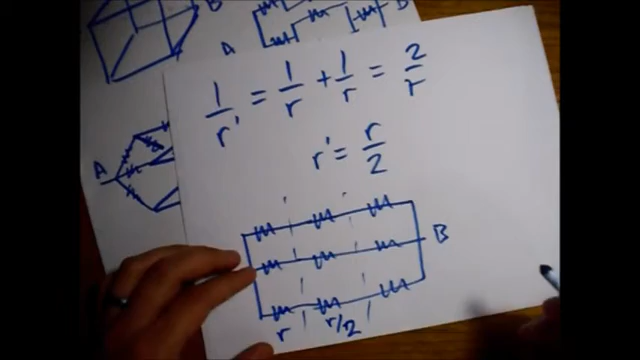 B
A
1/r' = 1/r + 1/r = 2/r
A
r' = r/2
B
r r/2